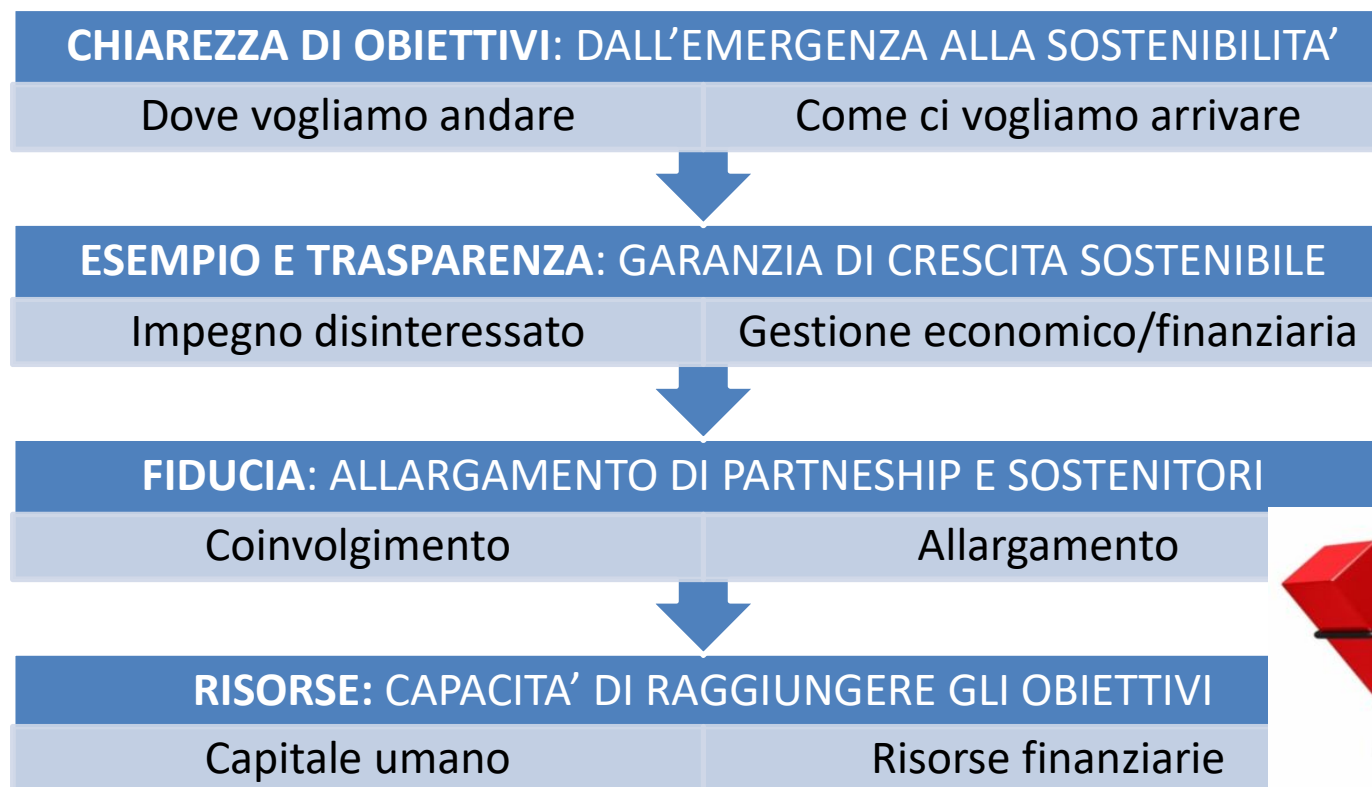 CHIAREZZA DI OBIETTIVI: DALL’EMERGENZA ALLA SOSTENIBILITA’
Dove vogliamo andare
Come ci vogliamo arrivare
ESEMPIO E TRASPARENZA: GARANZIA DI CRESCITA SOSTENIBILE
Impegno disinteressato
Gestione economico/finanziaria
FIDUCIA: ALLARGAMENTO DI PARTNESHIP E SOSTENITORI
Coinvolgimento
Allargamento
RISORSE: CAPACITA’ DI RAGGIUNGERE GLI OBIETTIVI
Capitale umano
Risorse finanziarie